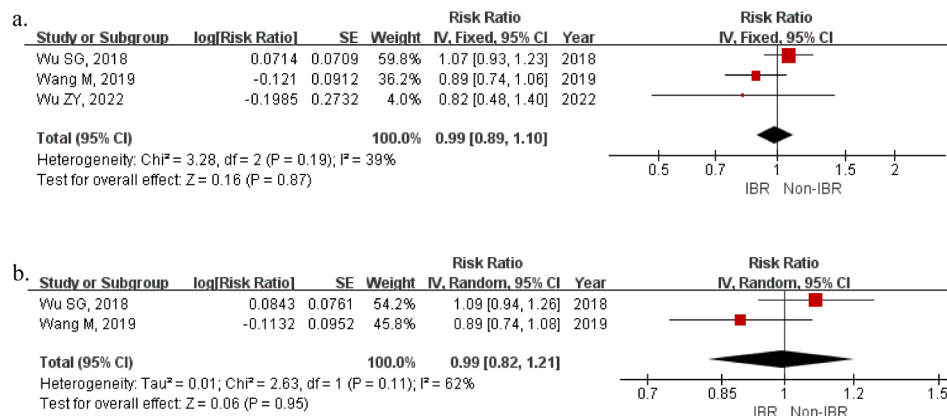 a.
Risk Ratio Risk Ratio
Study or Subgroup log[Risk Ratio] SE Weight IV, Fixed, 95% CI Year IV, Fixed, 95% CI
Wu SG, 2018 0.0714 0.0709 59.8% 1.07 [0.93, 1.23] 2018
Wang M, 2019 -0.121 0.0912 36.2% 0.89 [0.74, 1.06] 2019
Wu ZY, 2022 -0.1985 0.2732 4.0% 0.82 [0.48, 1.40] 2022
Total (95% CI) 100.0% 0.99 [0.89, 1.10]
Heterogeneity: Chi² = 3.28, df = 2 (P = 0.19); I² = 39%
Test for overall effect: Z = 0.16 (P = 0.87)
0.5 0.7 1 1.5 2
IBR Non-IBR
b.
Risk Ratio Risk Ratio
Study or Subgroup log[Risk Ratio] SE Weight IV, Random, 95% CI Year IV, Random, 95% CI
Wu SG, 2018 0.0843 0.0761 54.2% 1.09 [0.94, 1.26] 2018
Wang M, 2019 -0.1132 0.0952 45.8% 0.89 [0.74, 1.08] 2019
Total (95% CI) 100.0% 0.99 [0.82, 1.21]
Heterogeneity: Tau² = 0.01; Chi² = 2.63, df = 1 (P = 0.11); I² = 62%
Test for overall effect: Z = 0.06 (P = 0.95)
0.7 0.85 1 1.2 1.5
IBR Non-IBR